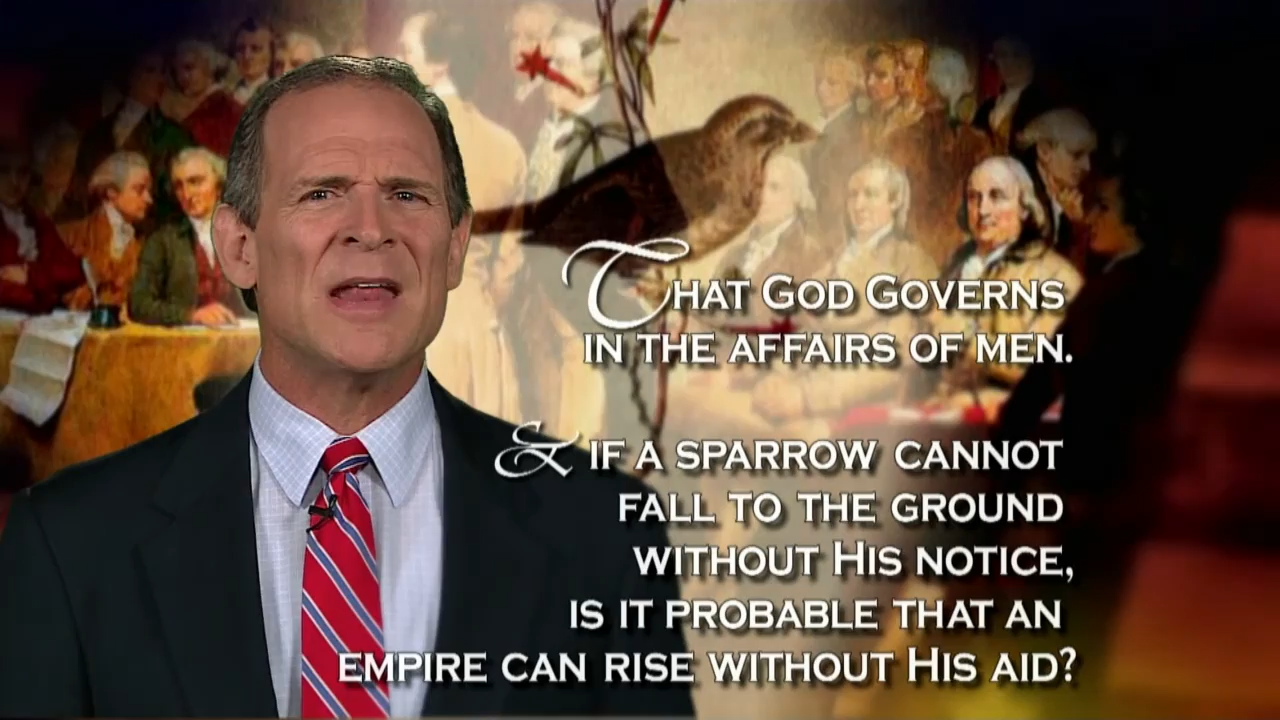 That God Governs
in the affairs of men.
& if a sparrow cannot
fall to the ground
without His notice,
is it probable that an
empire can rise without His aid?